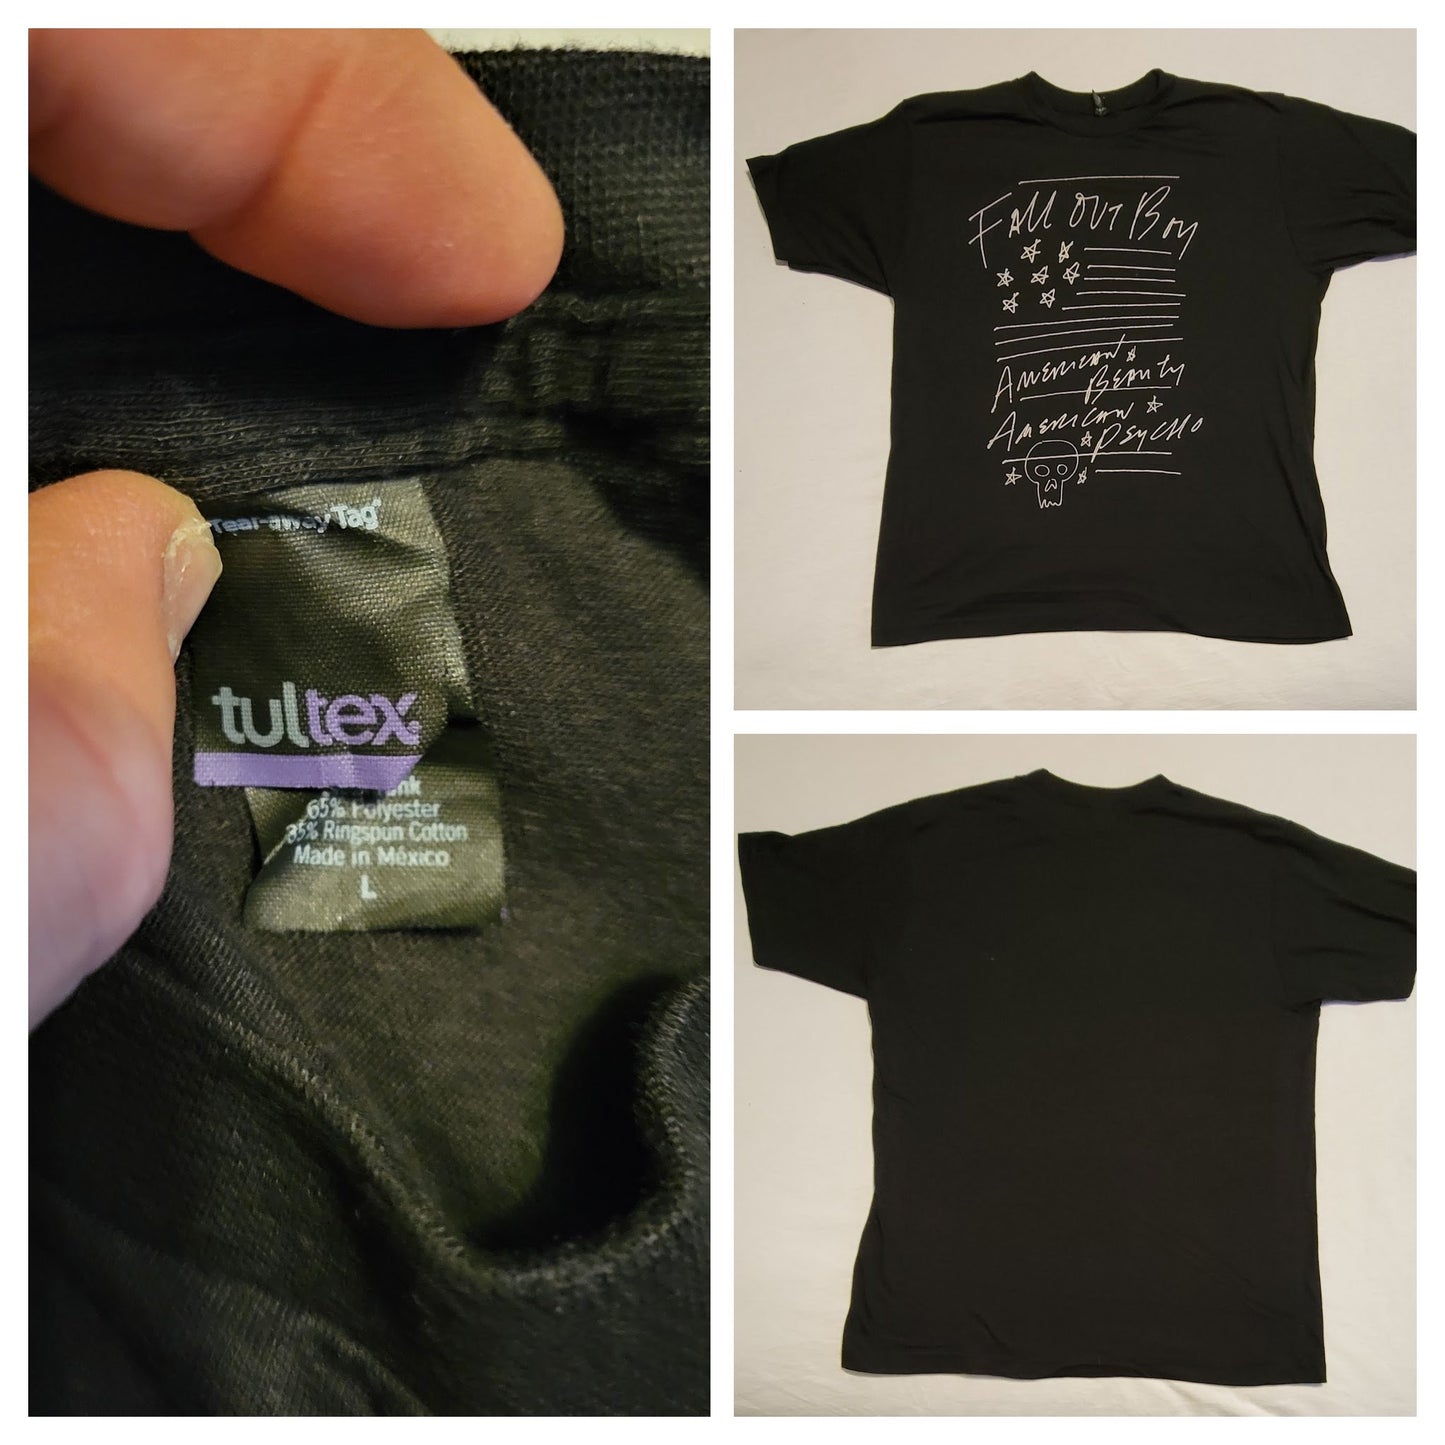 Tear-away Tag
tultex
65% Polyester
35% Ringspun Cotton
Made in México
L
Fall Out Boy
AMERICAN
BEAUTY
AMERICAN
PSYCHO